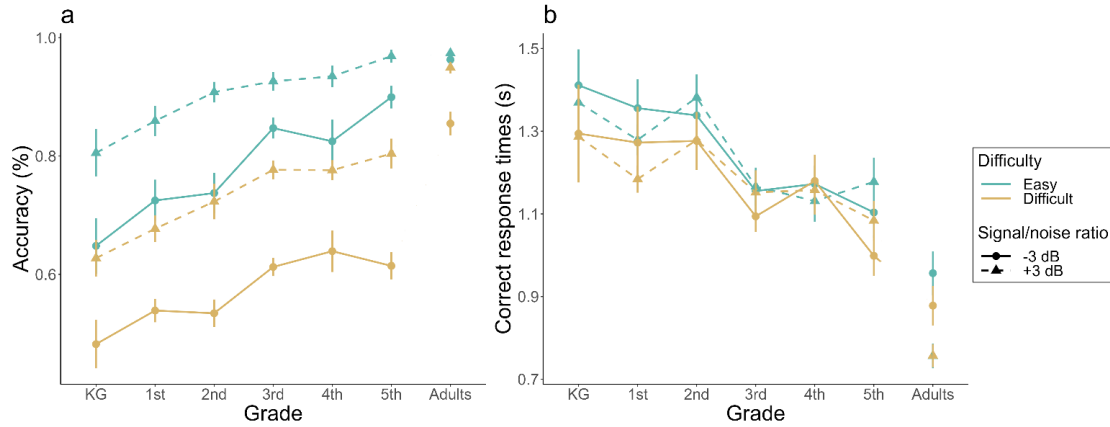 a
Accuracy (%)
1.0
0.8
0.6
KG 1st 2nd 3rd 4th 5th Adults
Grade
b
Correct response times (s)
1.5
1.3
1.1
0.9
0.7
KG 1st 2nd 3rd 4th 5th Adults
Grade
Difficulty
Easy
Difficult
Signal/noise ratio
-3 dB
+3 dB